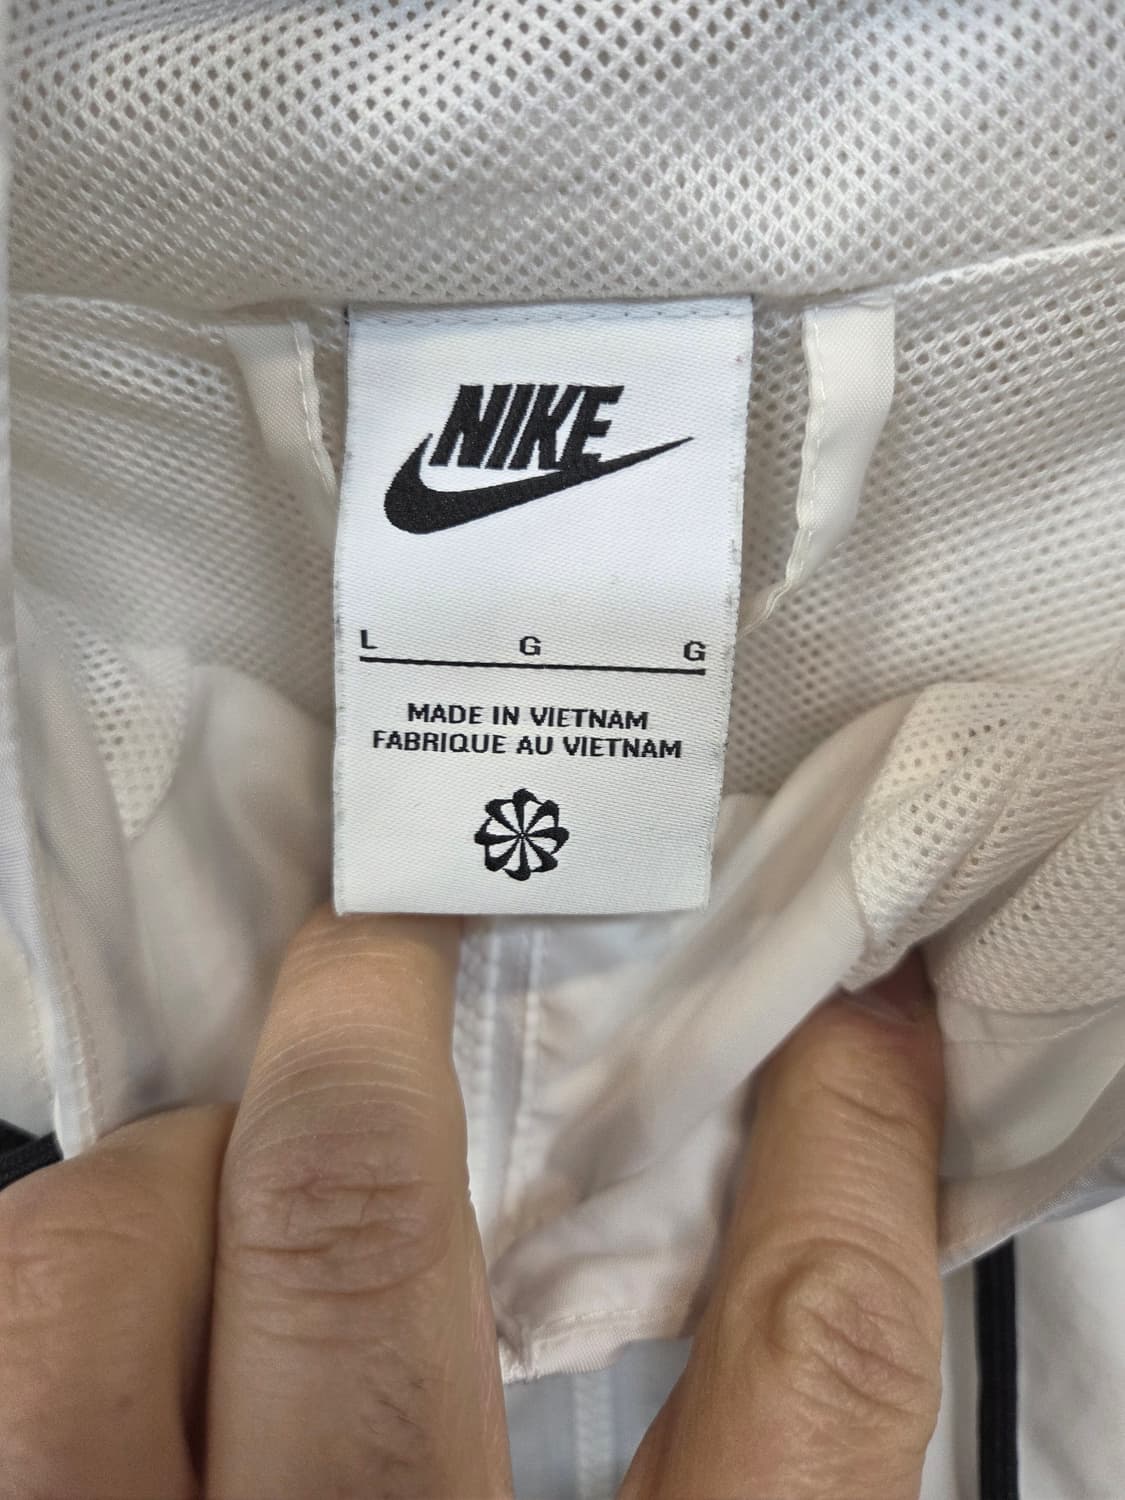 NIKE
L G G
MADE IN VIETNAM
FABRIQUE AU VIETNAM